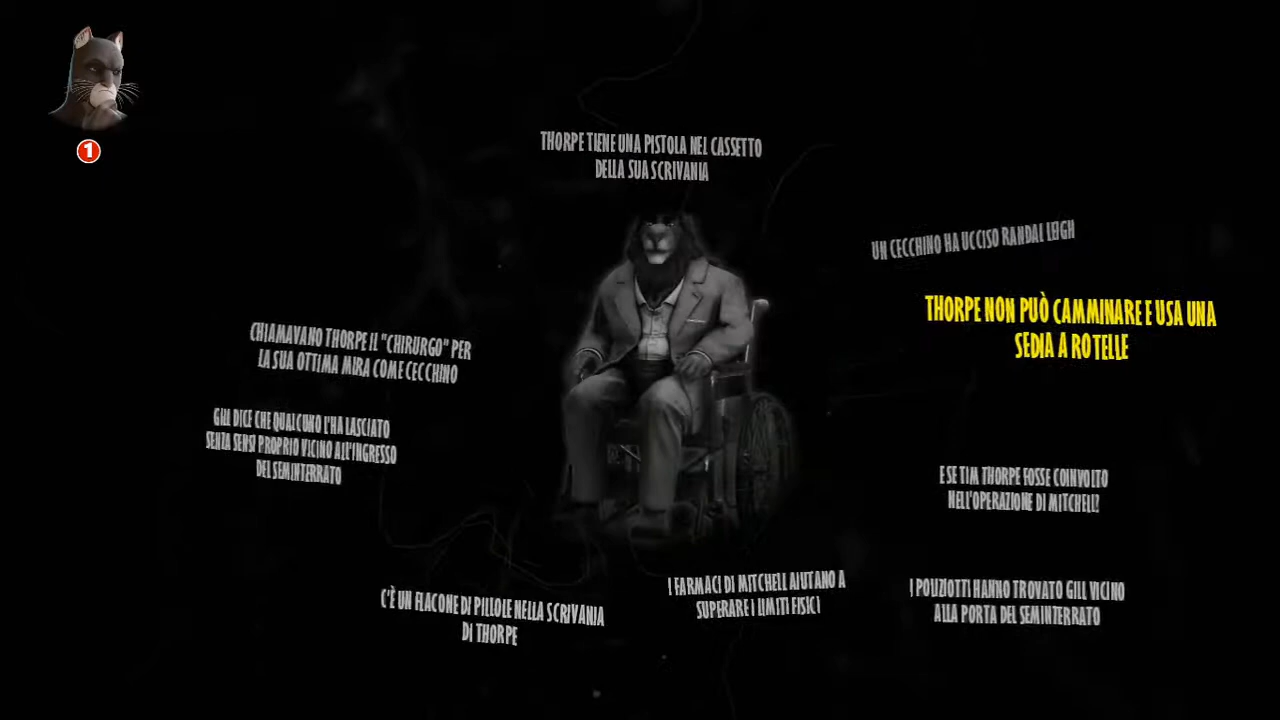 1
THORPE TIENE UNA PISTOLA NEL CASSETTO
DELLA SUA SCRIVANIA
UN CECCHINO HA UCCISO RANDAL LEIGH
THORPE NON PUÒ CAMMINARE E USA UNA
SEDIA A ROTELLE
CHIAMAVANO THORPE IL "CHIRURGO" PER
LA SUA OTTIMA MIRA COME CECCHINO
GILL DICE CHE QUALCUNO L'HA LASCIATO
SENZA SENSI PROPRIO VICINO ALL'INGRESSO
DEL SEMINTERRATO
E SE TIM THORPE FOSSE COINVOLTO
NELL'OPERAZIONE DI MITCHELL?
C'È UN FLACONE DI PILLOLE NELLA SCRIVANIA
DI THORPE
I FARMACI DI MITCHELL AIUTANO A
SUPERARE I LIMITI FISICI
I POLIZIOTTI HANNO TROVATO GILL VICINO
ALLA PORTA DEL SEMINTERRATO